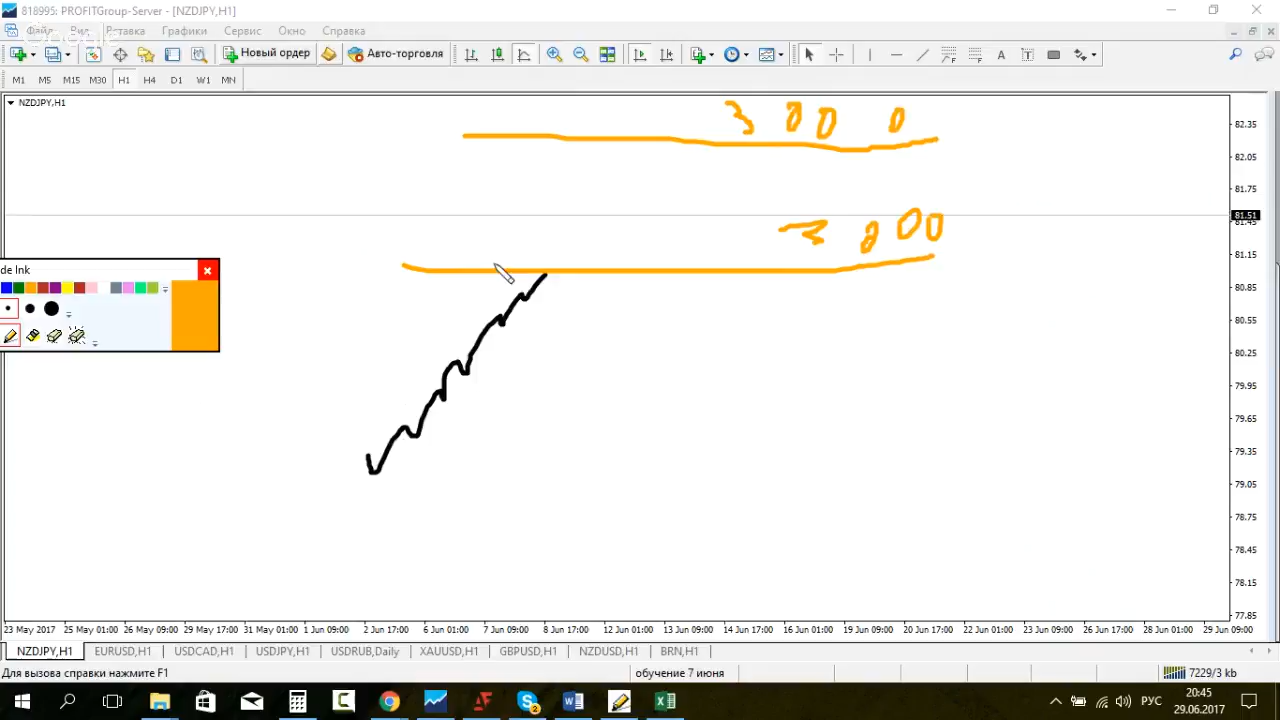 818995: PROFITGroup-Server - [NZDJPY,H1]
Файл Вид Вставка Графики Сервис Окно Справка
Новый ордер Авто-торговля
M1 M5 M15 M30 H1 H4 D1 W1 MN
NZDJPY,H1
3 0 0 0
82.35
82.05
81.75
81.51
81.45
81.15
80.85
80.55
80.25
79.95
79.65
79.35
79.05
78.75
78.45
78.15
77.85
de Ink
23 May 2017 25 May 01:00 26 May 09:00 29 May 17:00 31 May 01:00 1 Jun 09:00 2 Jun 17:00 6 Jun 01:00 7 Jun 09:00 8 Jun 17:00 12 Jun 01:00 13 Jun 09:00 14 Jun 17:00 16 Jun 01:00 19 Jun 09:00 20 Jun 17:00 22 Jun 01:00 23 Jun 09:00 26 Jun 17:00 28 Jun 01:00 29 Jun 09:00
NZDJPY,H1 EURUSD,H1 USDCAD,H1 USDJPY,H1 USDRUB,Daily XAUUSD,H1 GBPUSD,H1 NZDUSD,H1 BRN,H1
Для вызова справки нажмите F1 обучение 7 июня 7229/3 kb
РУС 20:45
29.06.2017